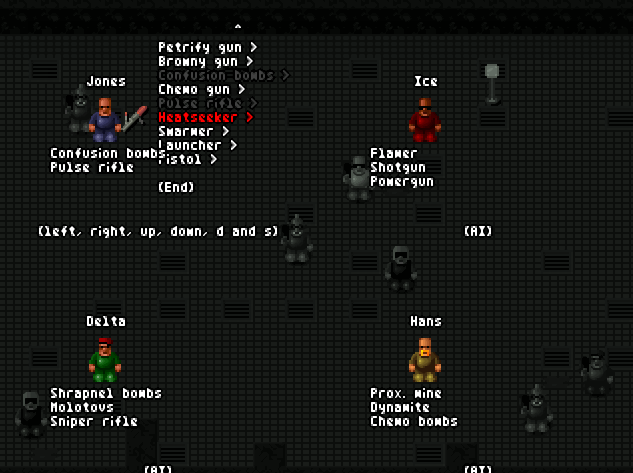 ^
Petrify gun >
Browny gun >
Confusion bombs >
Chemo gun >
Pulse rifle >
Heatseeker >
Swarmer >
Launcher >
Pistol >
(End)
Jones
Confusion bombs
Pulse rifle
(left, right, up, down, d and s)
Ice
Flamer
Shotgun
Powergun
(AI)
Delta
Shrapnel bombs
Molotovs
Sniper rifle
(AI)
Hans
Prox. mine
Dynamite
Chemo bombs
(AI)